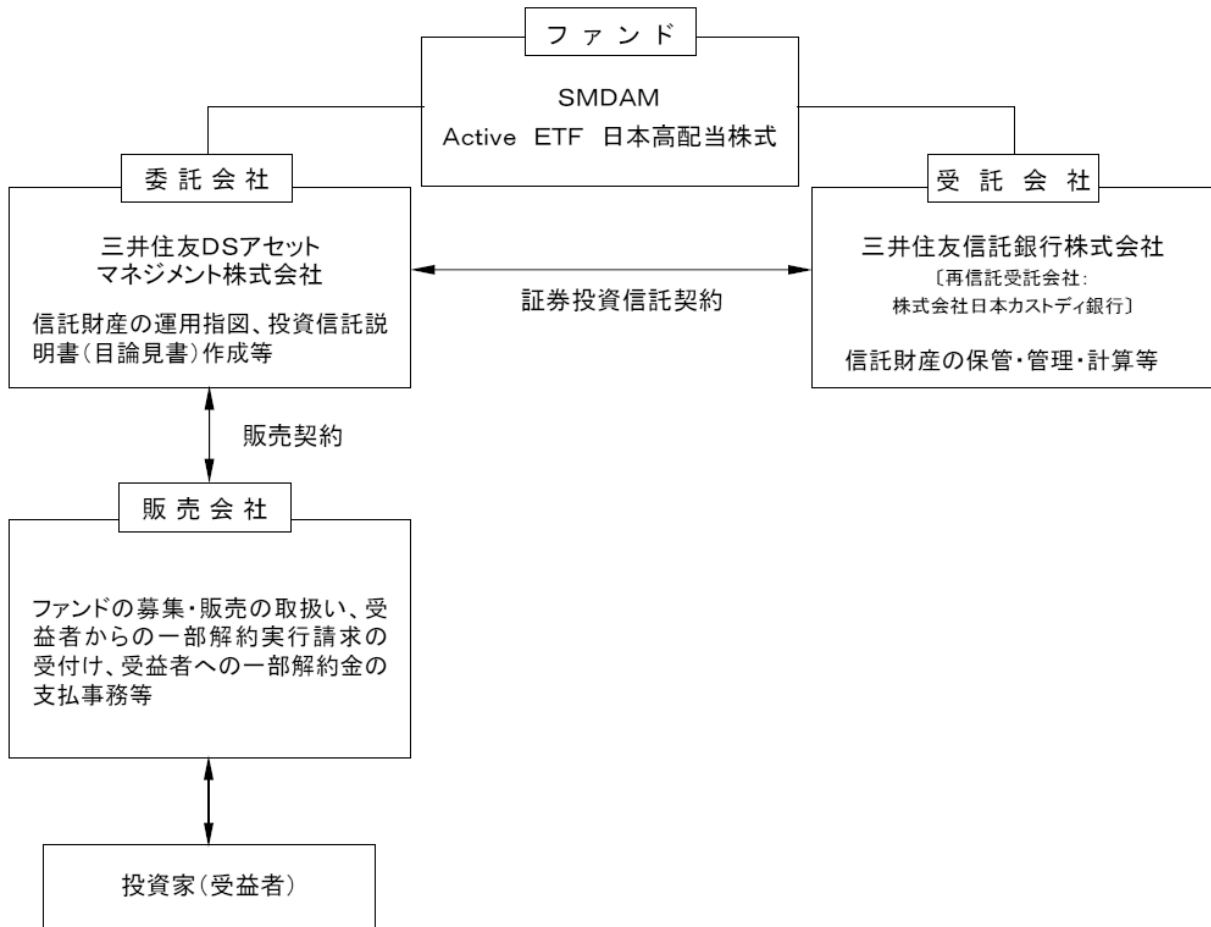 ファンド
SMDAM
Active ETF 日本高配当株式
委託会社
三井住友DSアセット
マネジメント株式会社
信託財産の運用指図、投資信託説
明書(目論見書)作成等
受託会社
三井住友信託銀行株式会社
〔再信託受託会社：
株式会社日本カストディ銀行〕
信託財産の保管・管理・計算等
証券投資信託契約
販売契約
販売会社
ファンドの募集・販売の取扱い、受
益者からの一部解約実行請求の
受付け、受益者への一部解約金の
支払事務等
投資家(受益者)